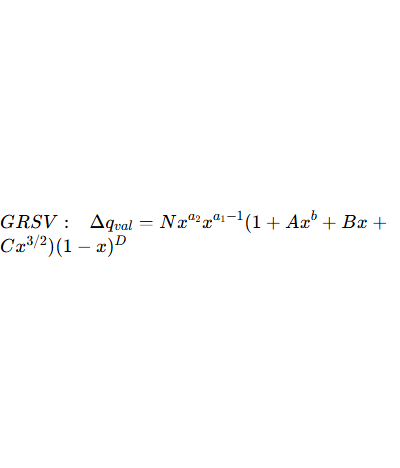 GRSV :   Δq_{val} = Nx^{a_2}x^{a_1−1}(1 + Ax^b + Bx +
Cx^{3/2})(1 − x)^D